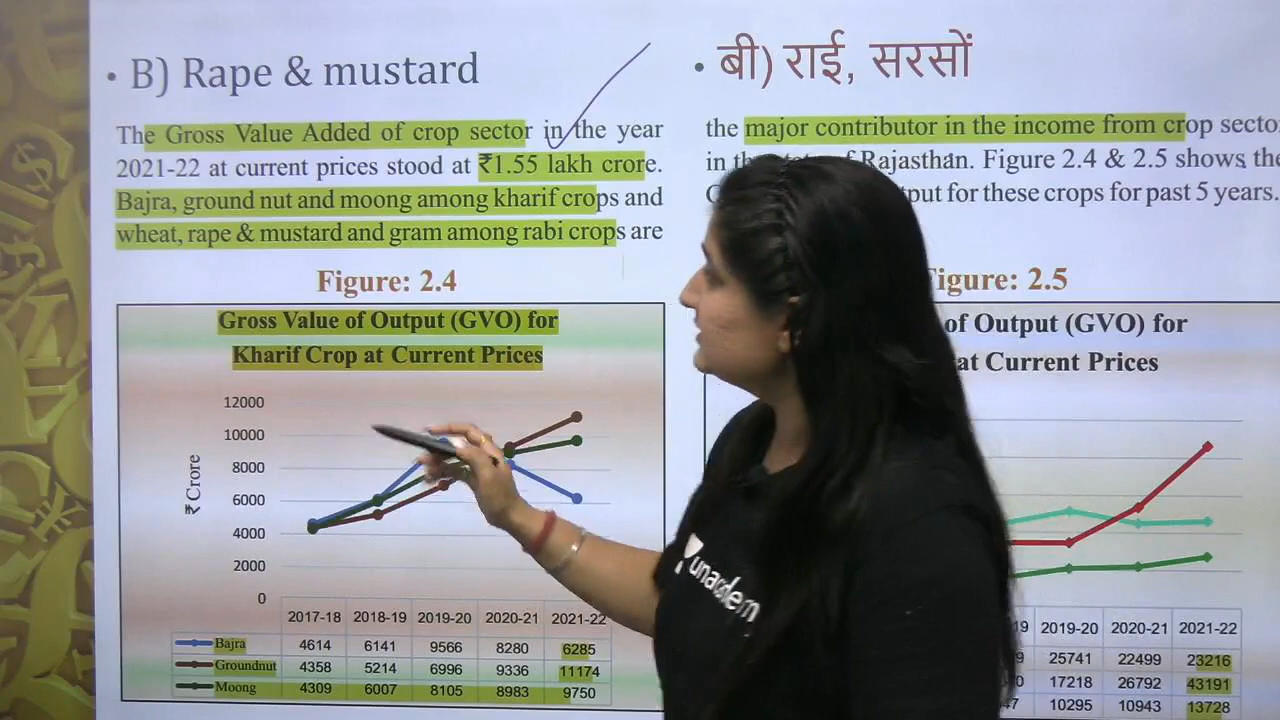 • B) Rape & mustard
The Gross Value Added of crop sector in the year
2021-22 at current prices stood at ₹1.55 lakh crore.
Bajra, ground nut and moong among kharif crops and
wheat, rape & mustard and gram among rabi crops are
Figure: 2.4
Gross Value of Output (GVO) for
Kharif Crop at Current Prices
₹ Crore
12000
10000
8000
6000
4000
2000
0
2017-18 2018-19 2019-20 2020-21 2021-22
Bajra 4614 6141 9566 8280 6285
Groundnut 4358 5214 6996 9336 11174
Moong 4309 6007 8105 8983 9750
• बी) राई, सरसों
the major contributor in the income from crop secto
in Rajasthan. Figure 2.4 & 2.5 shows the
for these crops for past 5 years.
Figure: 2.5
of Output (GVO) for
at Current Prices
2019-20 2020-21 2021-22
25741 22499 23216
17218 26792 43191
10295 10943 13728
unacadem